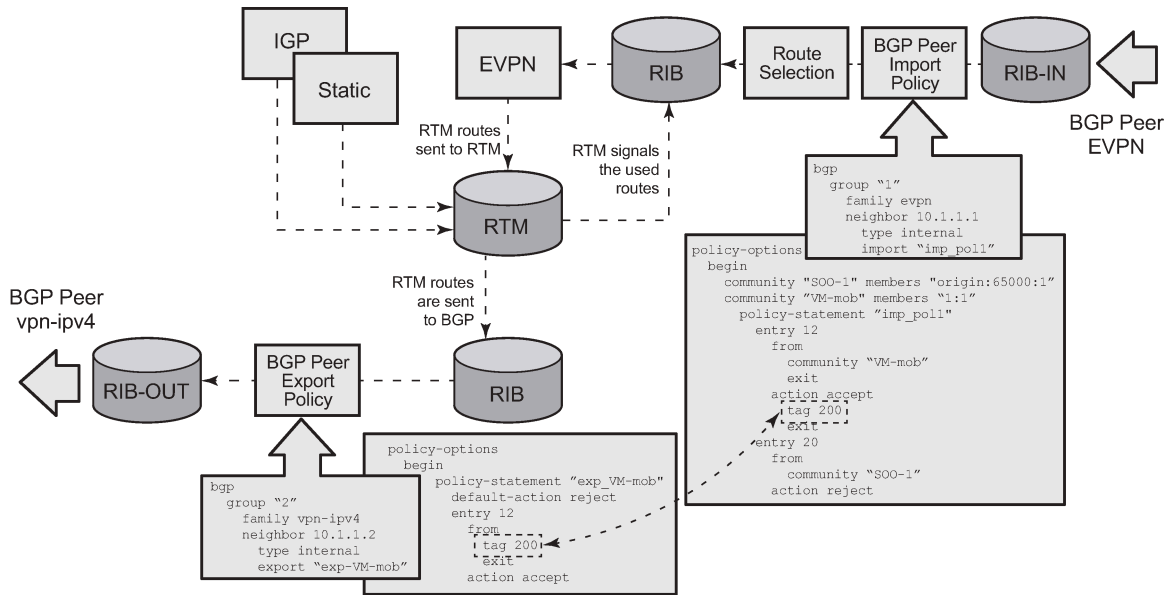 IGP
Static
EVPN
RIB
Route
Selection
BGP Peer
Import
Policy
RIB-IN
BGP Peer
EVPN
RTM routes
sent to RTM
RTM signals
the used
routes
RTM
bgp
group “1”
family evpn
neighbor 10.1.1.1
type internal
import “imp_pol1”
policy-options
begin
community "SOO-1" members "origin:65000:1”
community ”VM-mob” members “1:1”
policy-statement ”imp_pol1"
entry 12
from
community “VM-mob”
exit
action accept
tag 200
exit
entry 20
from
community “SOO-1”
action reject
RTM routes
are sent
to BGP
BGP Peer
vpn-ipv4
RIB-OUT
BGP Peer
Export
Policy
RIB
bgp
group “2”
family vpn-ipv4
neighbor 10.1.1.2
type internal
export “exp-VM-mob”
policy-options
begin
policy-statement ”exp_VM-mob"
default-action reject
entry 12
from
tag 200
exit
action accept